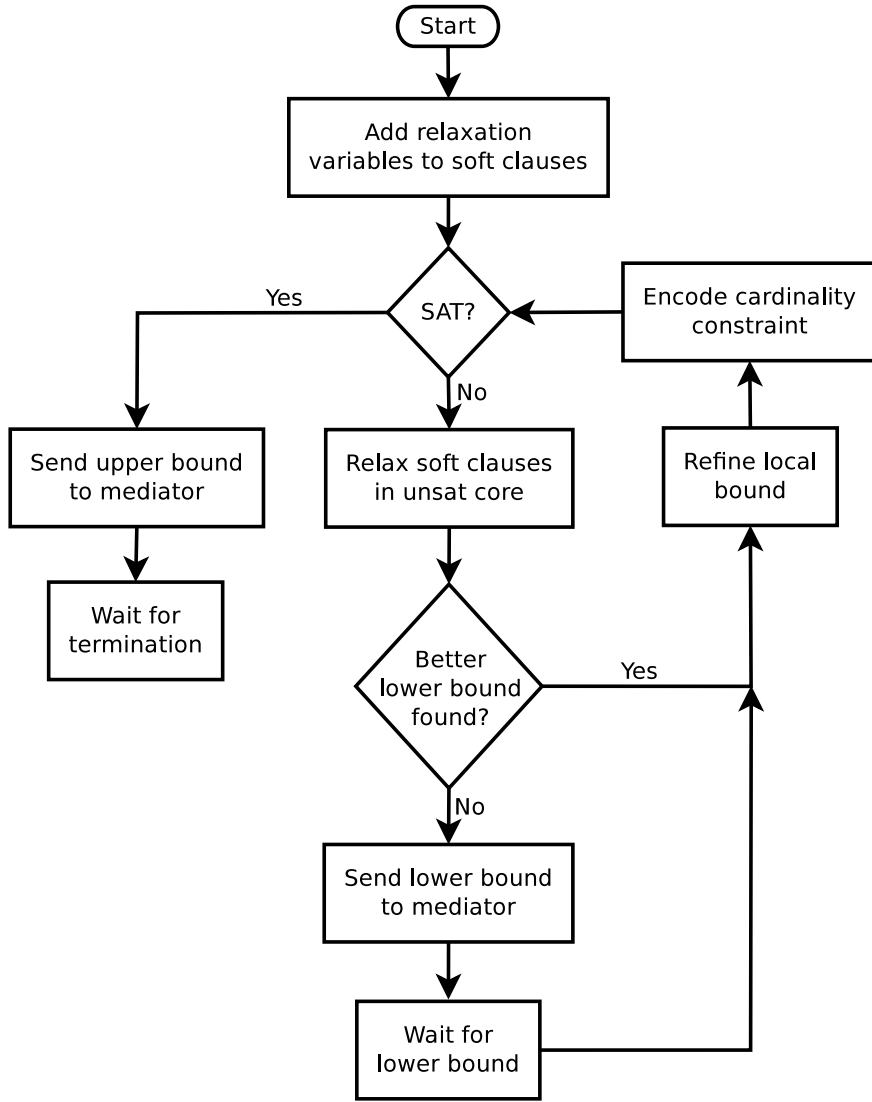 Start
Add relaxation
variables to soft clauses
Yes
SAT?
Encode cardinality
constraint
No
Send upper bound
to mediator
Relax soft clauses
in unsat core
Refine local
bound
Wait for
termination
Better
lower bound
found?
Yes
No
Send lower bound
to mediator
Wait for
lower bound